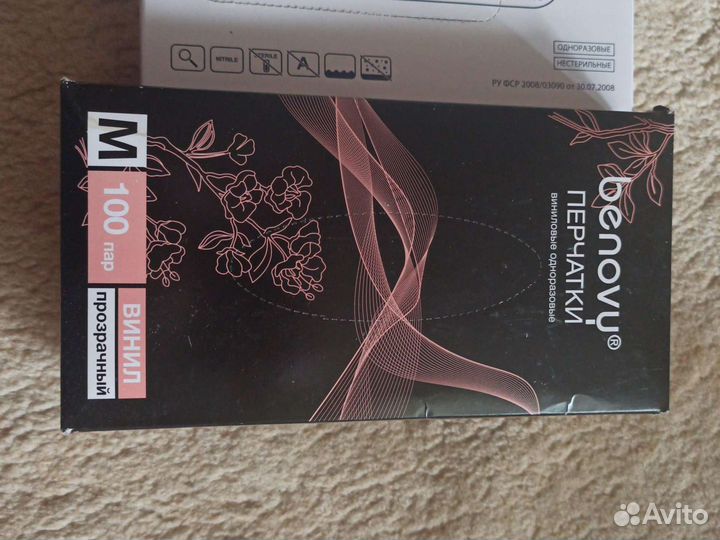 NITRILE
STERILE
A
ОДНОРАЗОВЫЕ
НЕСТЕРИЛЬНЫЕ
РУ ФСР 2008/03090 от 30.07.2008
benovy®
ПЕРЧАТКИ
виниловые одноразовые
M
100 пар
ВИНИЛ
прозрачный
Avito